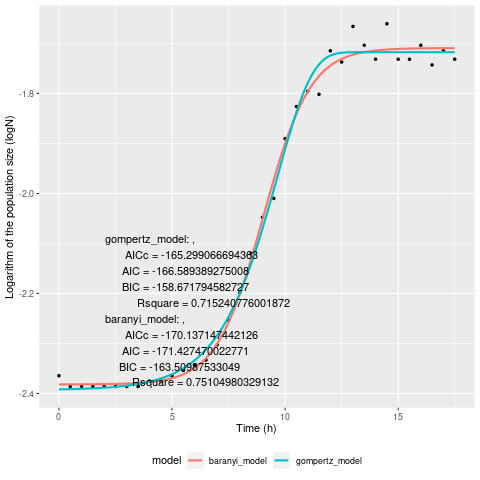 Logarithm of the population size (logN)
-1.8
-2.0
-2.2
-2.4
gompertz_model: ,
AICc = -165.299066694363
AIC = -166.589389275008
BIC = -158.671794582727
Rsquare = 0.715240776001872
baranyi_model: ,
AICc = -170.137147442126
AIC = -171.427470022771
BIC = -163.50987533049
Rsquare = 0.75104980329132
0 5 10 15
Time (h)
model baranyi_model gompertz_model